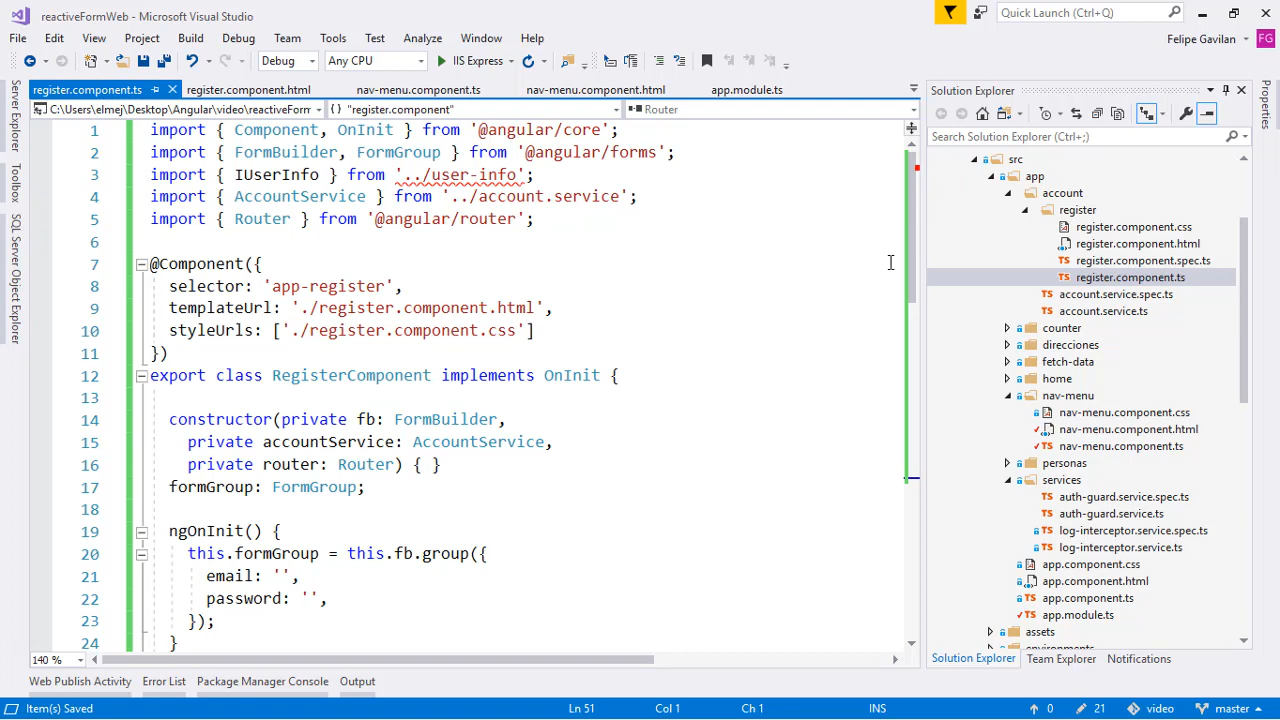 reactiveFormWeb - Microsoft Visual Studio
Quick Launch (Ctrl+Q)
File Edit View Project Build Debug Team Tools Test Analyze Window Help
Felipe Gavilan FG
Debug Any CPU IIS Express
register.component.ts register.component.html nav-menu.component.ts nav-menu.component.html app.module.ts
C:\Users\elmej\Desktop\Angular\video\reactiveForm "register.component" Router
Server Explorer
Toolbox
SQL Server Object Explorer
1 import { Component, OnInit } from '@angular/core';
2 import { FormBuilder, FormGroup } from '@angular/forms';
3 import { IUserInfo } from '../user-info';
4 import { AccountService } from '../account.service';
5 import { Router } from '@angular/router';
6
7 @Component({
8 selector: 'app-register',
9 templateUrl: './register.component.html',
10 styleUrls: ['./register.component.css']
11 })
12 export class RegisterComponent implements OnInit {
13
14 constructor(private fb: FormBuilder,
15 private accountService: AccountService,
16 private router: Router) { }
17 formGroup: FormGroup;
18
19 ngOnInit() {
20 this.formGroup = this.fb.group({
21 email: '',
22 password: '',
23 });
24 }
140 %
Solution Explorer
Search Solution Explorer (Ctrl+;)
src
app
account
register
register.component.css
register.component.html
register.component.spec.ts
register.component.ts
account.service.spec.ts
account.service.ts
counter
direcciones
fetch-data
home
nav-menu
nav-menu.component.css
nav-menu.component.html
nav-menu.component.ts
personas
services
auth-guard.service.spec.ts
auth-guard.service.ts
log-interceptor.service.spec.ts
log-interceptor.service.ts
app.component.css
app.component.html
app.component.ts
app.module.ts
assets
environments
Solution Explorer Team Explorer Notifications
Properties
Web Publish Activity Error List Package Manager Console Output
Item(s) Saved Ln 51 Col 1 Ch 1 INS 0 21 video master